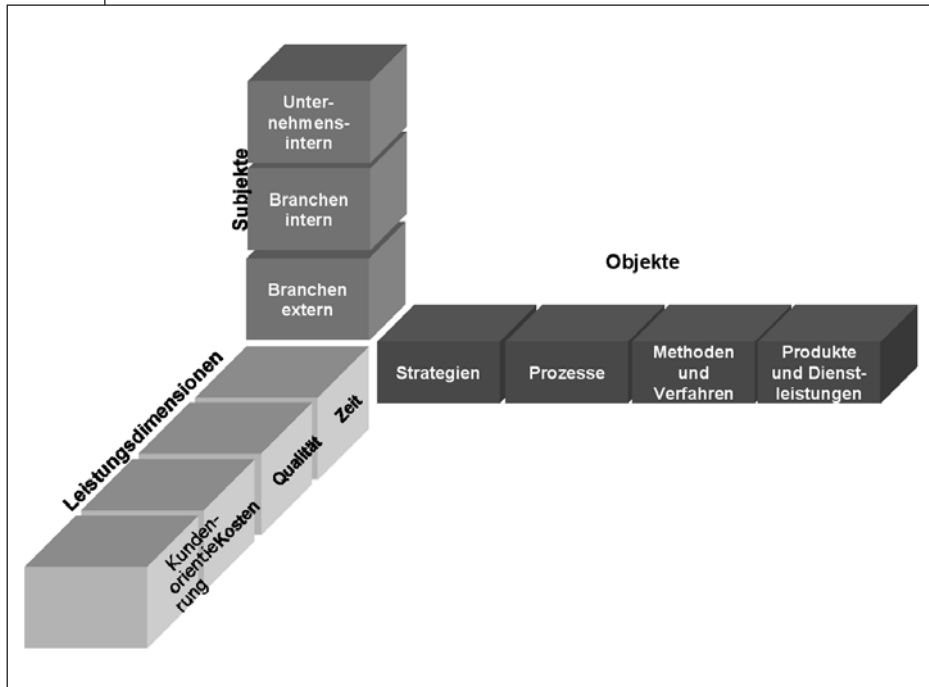 Subjekte
Unter-
nehmens-
intern
Branchen
intern
Branchen
extern
Objekte
Strategien
Prozesse
Methoden
und
Verfahren
Produkte
und Dienst-
leistungen
Leistungsdimensionen
Zeit
Qualität
Kosten
Kunden-
orientie
rung